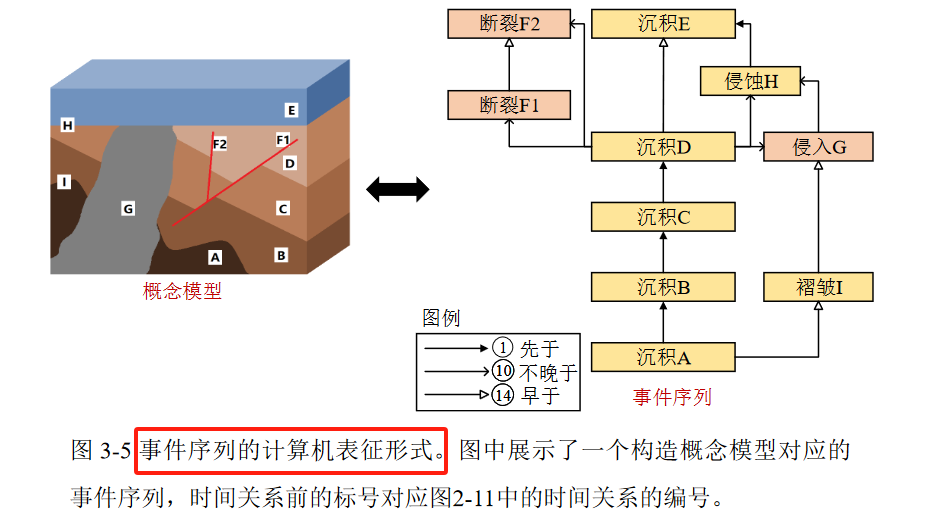 断裂F2
沉积E
侵蚀H
断裂F1
沉积D
侵入G
沉积C
沉积B
褶皱I
沉积A
事件序列
E
H
F2
F1
D
I
G
C
A
B
概念模型
图例
① 先于
⑩ 不晚于
⑭ 早于
图 3-5 事件序列的计算机表征形式。图中展示了一个构造概念模型对应的
事件序列，时间关系前的标号对应图2-11中的时间关系的编号。